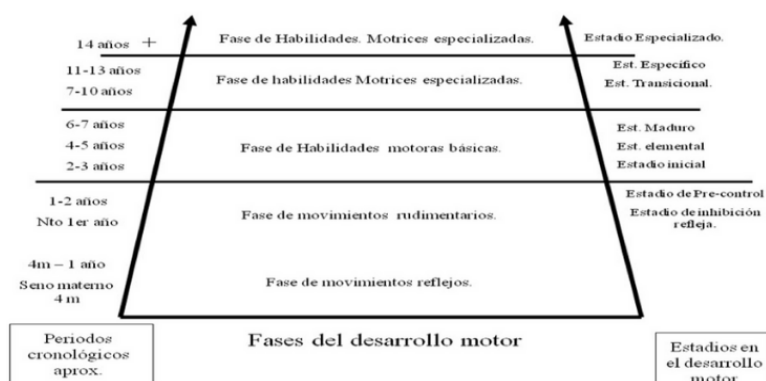 14 años +
Fase de Habilidades. Motrices especializadas.
Estadio Especializado.
11-13 años
7-10 años
Fase de habilidades Motrices especializadas.
Est. Específico
Est. Transicional.
6-7 años
4-5 años
2-3 años
Fase de Habilidades motoras básicas.
Est. Maduro
Est. elemental
Estadio inicial
1-2 años
Nto 1er año
Fase de movimientos rudimentarios.
Estadio de Pre-control
Estadio de inhibición
refleja.
4m – 1 año
Seno materno
4 m
Fase de movimientos reflejos.
Periodos
cronológicos
aprox.
Fases del desarrollo motor
Estadios en
el desarrollo
motor